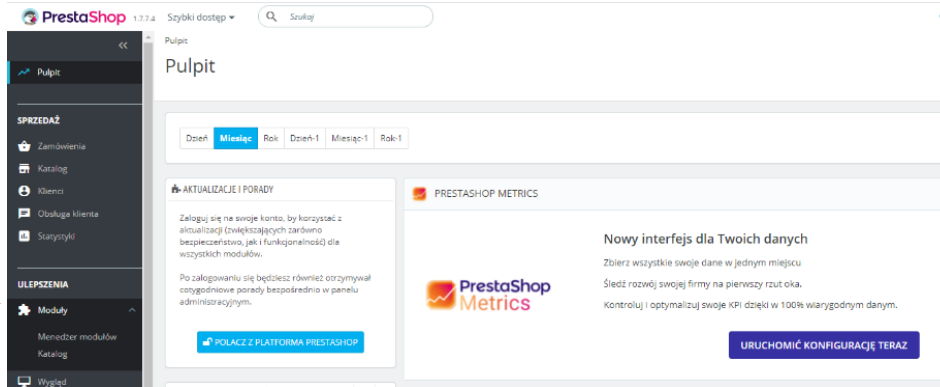 PrestaShop 1.7.7.4 Szybki dostęp Szukaj
Pulpit
Pulpit
Pulpit
SPRZEDAŻ
Zamówienia
Katalog
Klienci
Obsługa klienta
Statystyki
ULEPSZENIA
Moduły
Menedżer modułów
Katalog
Wygląd
Dzień Miesiąc Rok Dzień-1 Miesiąc-1 Rok-1
AKTUALIZACJE I PORADY
Zaloguj się na swoje konto, by korzystać z
aktualizacji (zwiększających zarówno
bezpieczeństwo, jak i funkcjonalność) dla
wszystkich modułów.
Po zalogowaniu się będziesz również otrzymywał
cotygodniowe porady bezpośrednio w panelu
administracyjnym.
POLACZ Z PLATFORMA PRESTASHOP
PRESTASHOP METRICS
PrestaShop
Metrics
Nowy interfejs dla Twoich danych
Zbierz wszystkie swoje dane w jednym miejscu
Śledź rozwój swojej firmy na pierwszy rzut oka.
Kontroluj i optymalizuj swoje KPI dzięki w 100% wiarygodnym danym.
URUCHOMIĆ KONFIGURACJĘ TERAZ